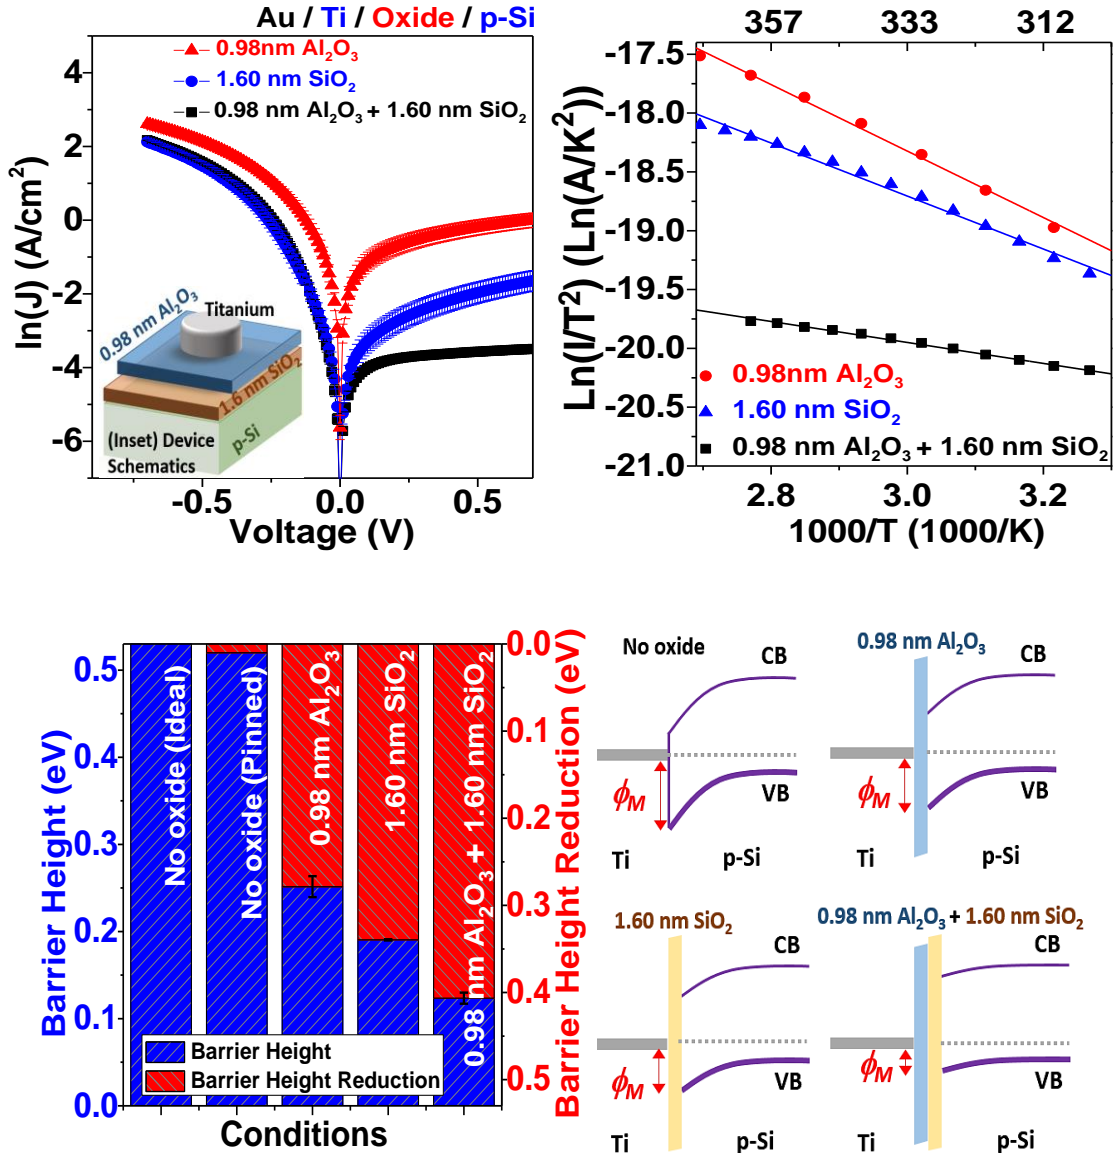 Au / Ti / Oxide / p-Si
0.98nm Al₂O₃
1.60 nm SiO₂
0.98 nm Al₂O₃ + 1.60 nm SiO₂
ln(J) (A/cm²)
4
2
0
-2
-4
-6
-0.5
0.0
0.5
Voltage (V)
0.98 nm Al₂O₃
Titanium
1.6 nm SiO₂
p-Si
(Inset) Device
Schematics
357
333
312
Ln(I/T²) (Ln(A/K²))
-17.5
-18.0
-18.5
-19.0
-19.5
-20.0
-20.5
-21.0
0.98nm Al₂O₃
1.60 nm SiO₂
0.98 nm Al₂O₃ + 1.60 nm SiO₂
2.8
3.0
3.2
1000/T (1000/K)
Barrier Height (eV)
0.5
0.4
0.3
0.2
0.1
0.0
No oxide (Ideal)
No oxide (Pinned)
0.98 nm Al₂O₃
1.60 nm SiO₂
0.98 nm Al₂O₃ + 1.60 nm SiO₂
Barrier Height
Barrier Height Reduction
0.0
0.1
0.2
0.3
0.4
0.5
Barrier Height Reduction (eV)
Conditions
No oxide
CB
ϕM
VB
Ti
p-Si
0.98 nm Al₂O₃
CB
ϕM
VB
Ti
p-Si
1.60 nm SiO₂
CB
ϕM
VB
Ti
p-Si
0.98 nm Al₂O₃ + 1.60 nm SiO₂
CB
ϕM
VB
Ti
p-Si